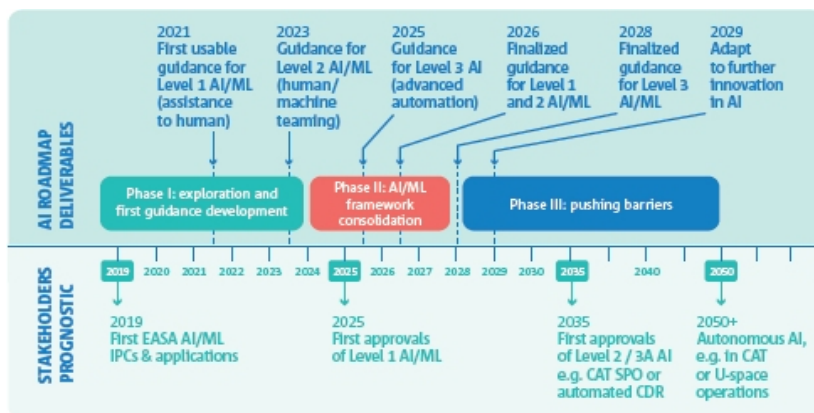 AI ROADMAP
DELIVERABLES
2021
First usable
guidance for
Level 1 AI/ML
(assistance
to human)
2023
Guidance for
Level 2 AI/ML
(human/
machine
teaming)
2025
Guidance
for Level 3 AI
(advanced
automation)
2026
Finalized
guidance
for Level 1
and 2 AI/ML
2028
Finalized
guidance
for Level 3
AI/ML
2029
Adapt
to further
innovation
in AI
Phase I: exploration and
first guidance development
Phase II: AI/ML
framework
consolidation
Phase III: pushing barriers
2019 2020 2021 2022 2023 2024 2025 2026 2027 2028 2029 2030 2035 2040 2050
STAKEHOLDERS
PROGNOSTIC
2019
First EASA AI/ML
IPCs & applications
2025
First approvals
of Level 1 AI/ML
2035
First approvals
of Level 2 / 3A AI
e.g. CAT SPO or
automated CDR
2050+
Autonomous AI,
e.g. in CAT
or U-space
operations